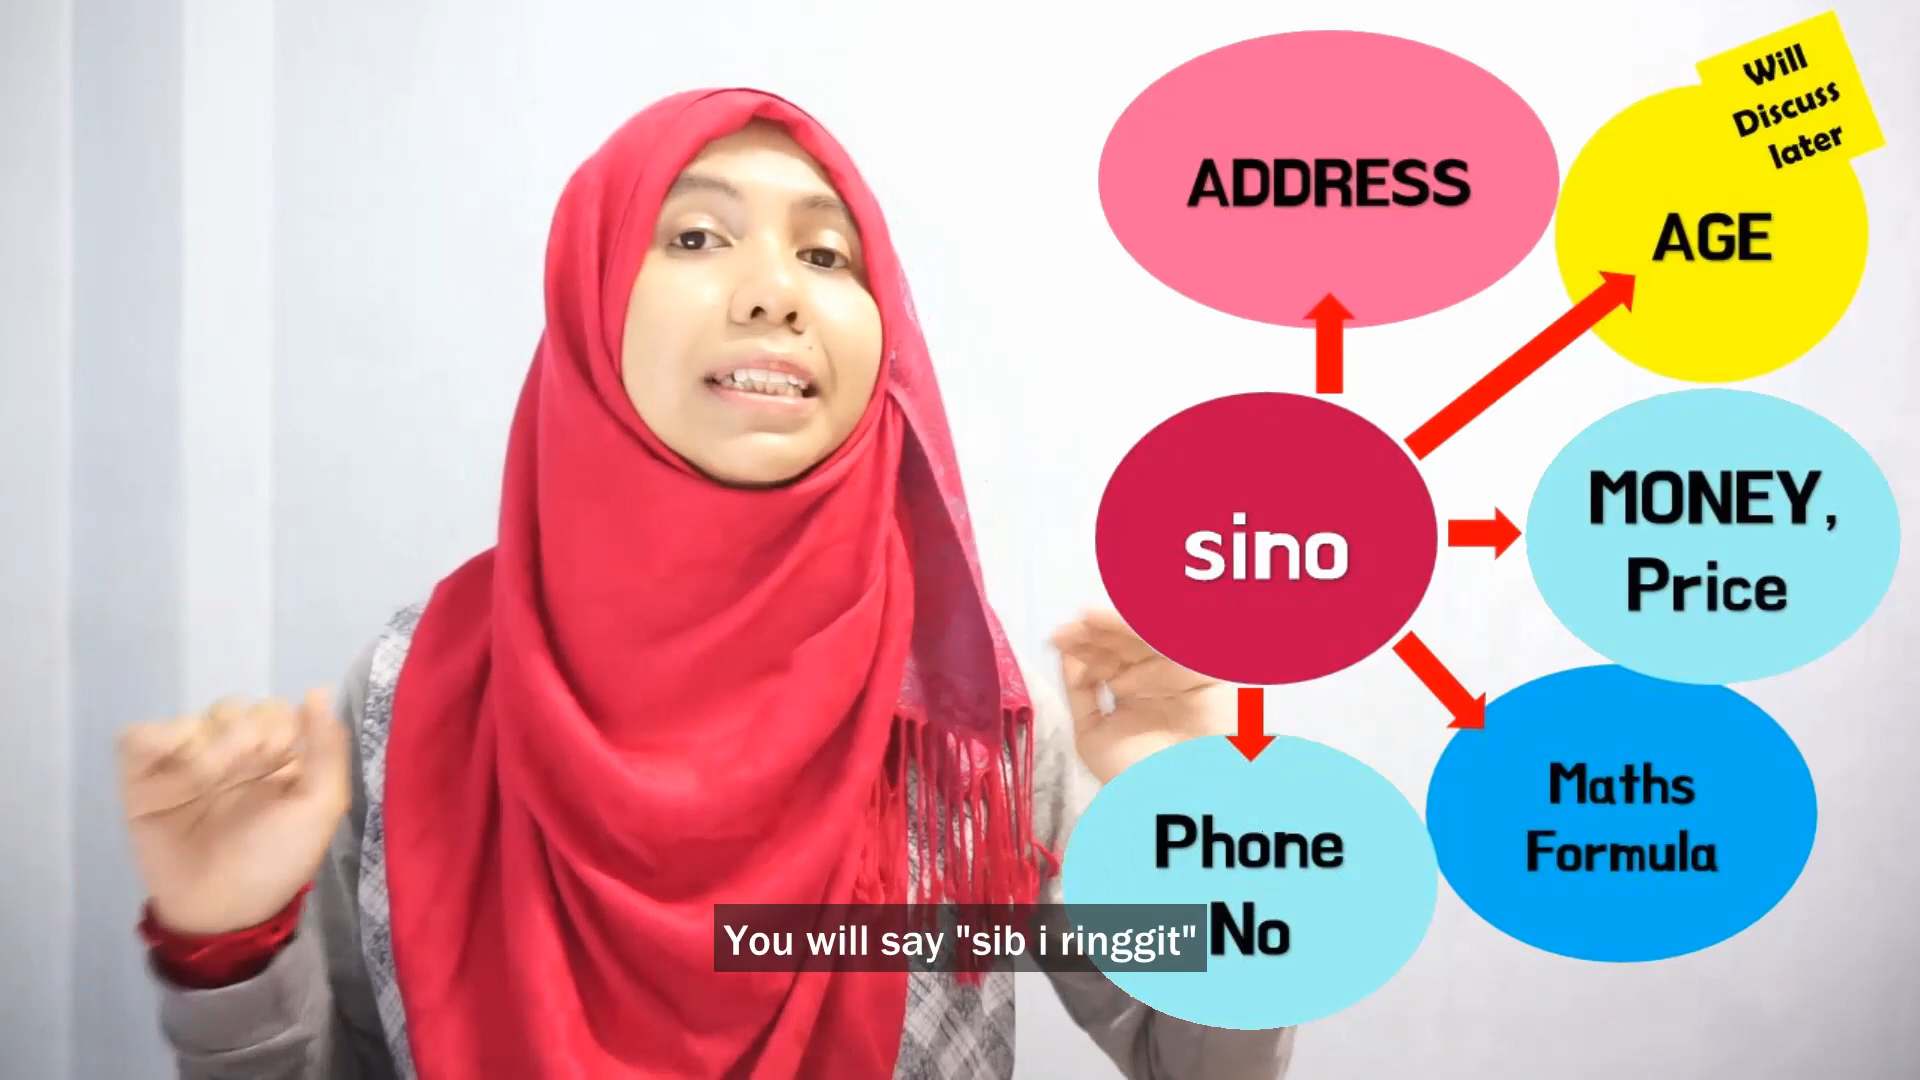 Will
Discuss
later
ADDRESS
AGE
sino
MONEY,
Price
Maths
Formula
Phone
No
You will say "sib i ringgit"